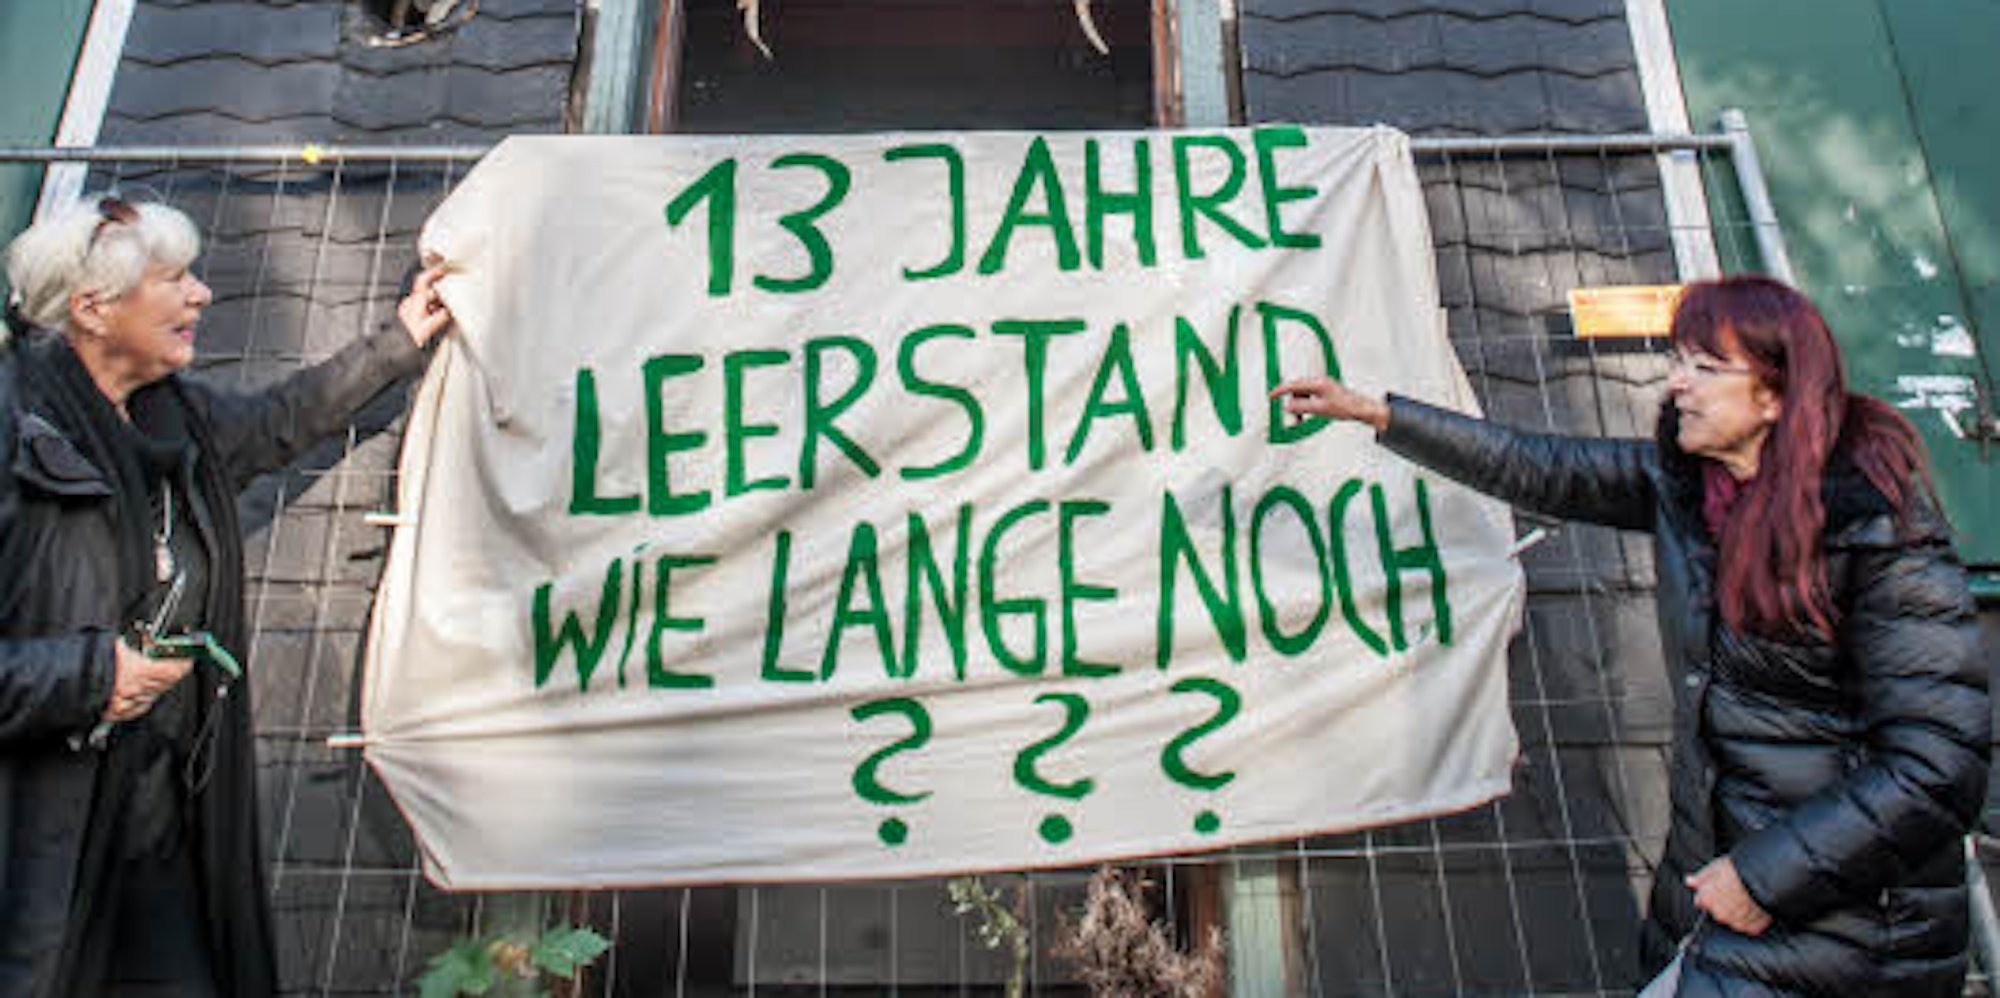 13 JAHRE
LEERSTAND
WIE LANGE NOCH
? ? ?